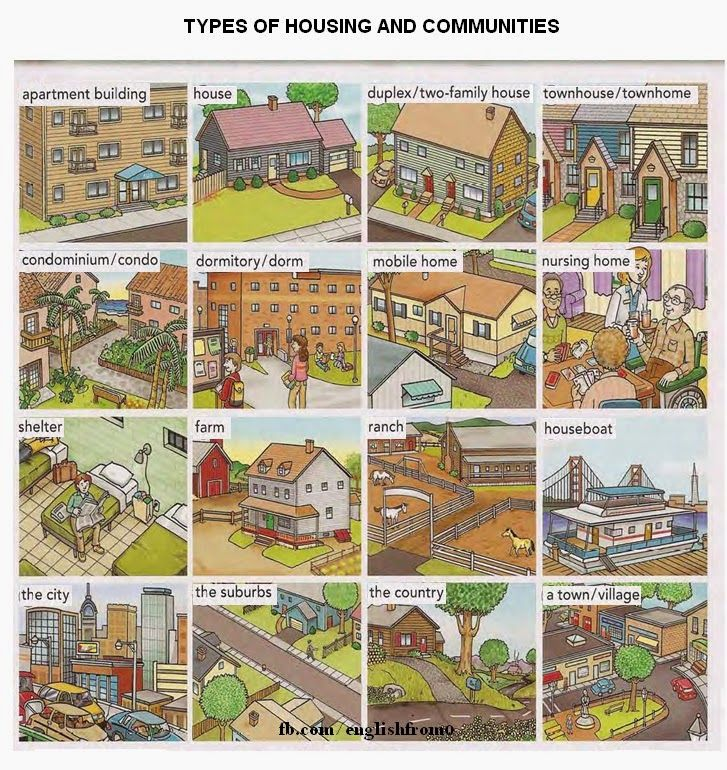 TYPES OF HOUSING AND COMMUNITIES
apartment building
house
duplex/two-family house
townhouse/townhome
condominium/condo
dormitory/dorm
mobile home
nursing home
shelter
farm
ranch
houseboat
the city
the suburbs
the country
a town/village
fb.com/englishfrom0